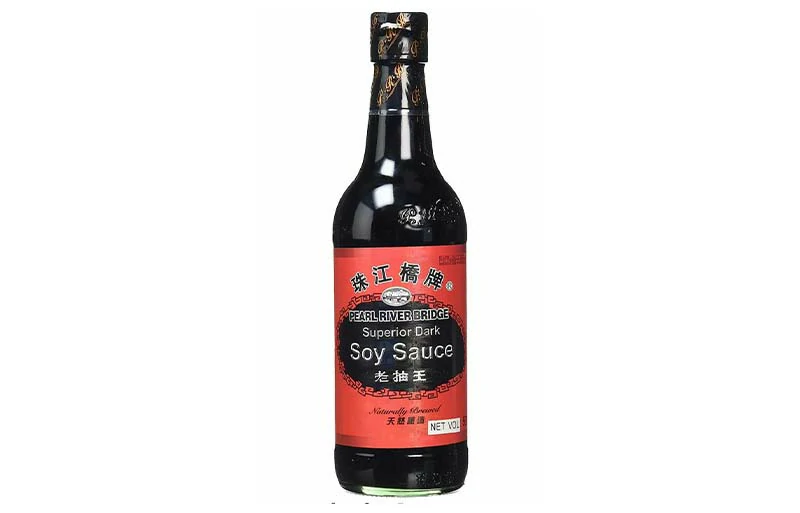 珠江橋牌®
PEARL RIVER BRIDGE
Superior Dark
Soy Sauce
老抽王
Naturally Brewed
天然釀造
NET VOL